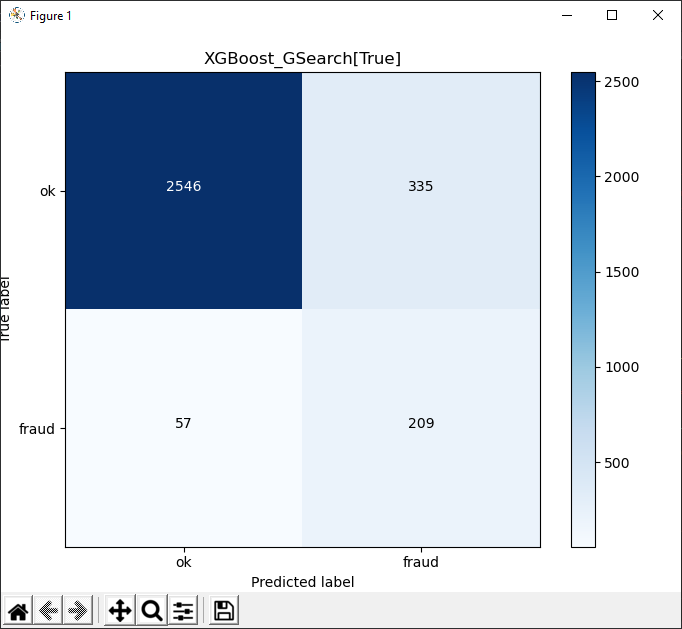 Figure 1
XGBoost_GSearch[True]
ok
2546
335
fraud
57
209
True label
ok
fraud
Predicted label
2500
2000
1500
1000
500